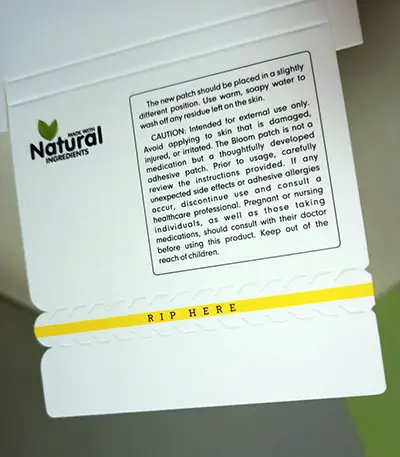 MADE WITH
Natural
INGREDIENTS
The new patch should be placed in a slightly
different position. Use warm, soapy water to
wash off any residue left on the skin.
CAUTION: Intended for external use only.
Avoid applying to skin that is damaged,
injured, or irritated. The Bloom patch is not a
medication but a thoughtfully developed
adhesive patch. Prior to usage, carefully
review the instructions provided. If any
unexpected side effects or adhesive allergies
occur, discontinue use and consult a
healthcare professional. Pregnant or nursing
individuals, as well as those taking
medications, should consult with their doctor
before using this product. Keep out of the
reach of children.
RIP HERE